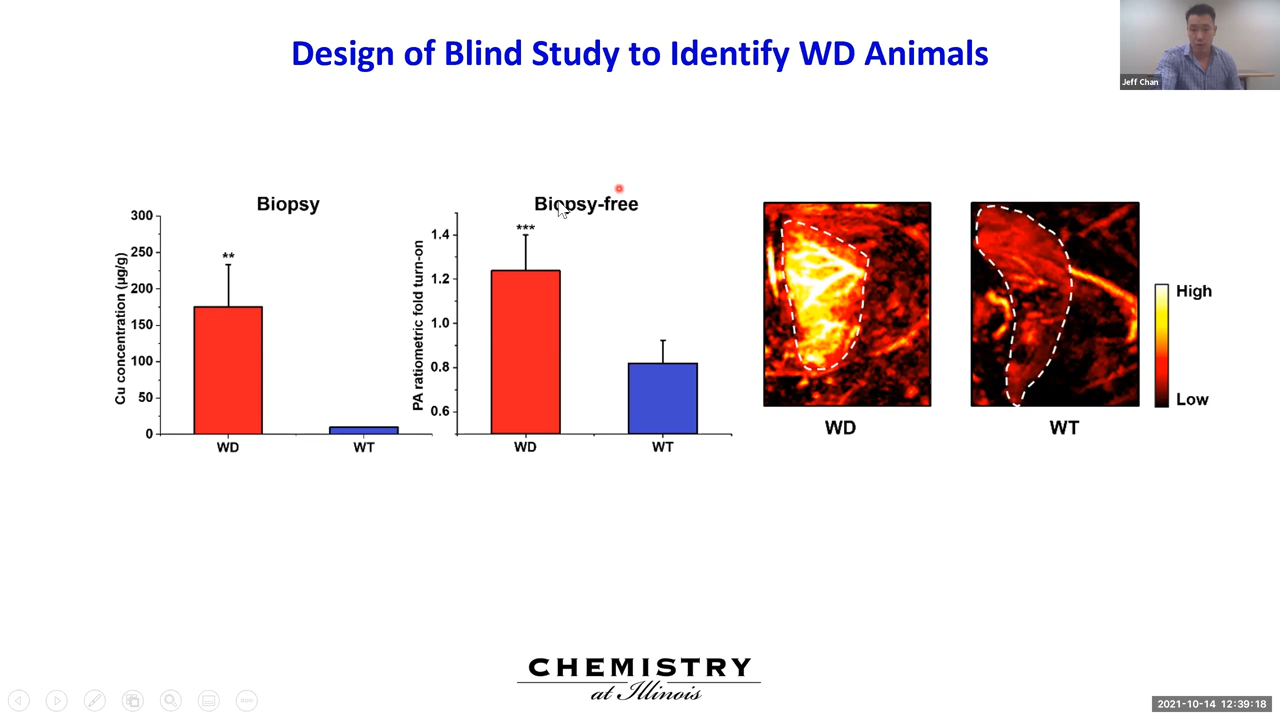 Design of Blind Study to Identify WD Animals
Jeff Chan
Biopsy
Cu concentration (µg/g)
300
250
200
150
100
50
0
**
WD
WT
Biopsy-free
PA ratiometric fold turn-on
1.4
1.2
1.0
0.8
0.6
***
WD
WT
WD
WT
High
Low
CHEMISTRY
at Illinois
2021-10-14 12:39:18